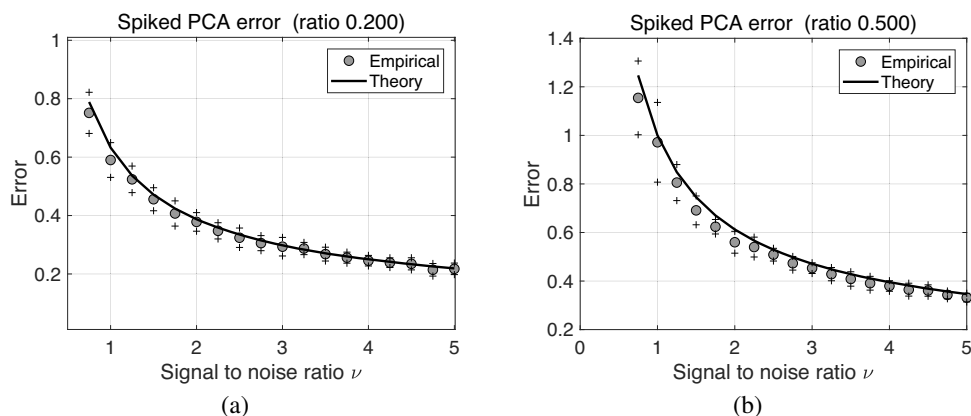 Spiked PCA error (ratio 0.200)
1
0.8
0.6
0.4
0.2
Error
Empirical
Theory
1 2 3 4 5
Signal to noise ratio ν
(a)
Spiked PCA error (ratio 0.500)
1.4
1.2
1
0.8
0.6
0.4
0.2
Error
Empirical
Theory
0 1 2 3 4 5
Signal to noise ratio ν
(b)